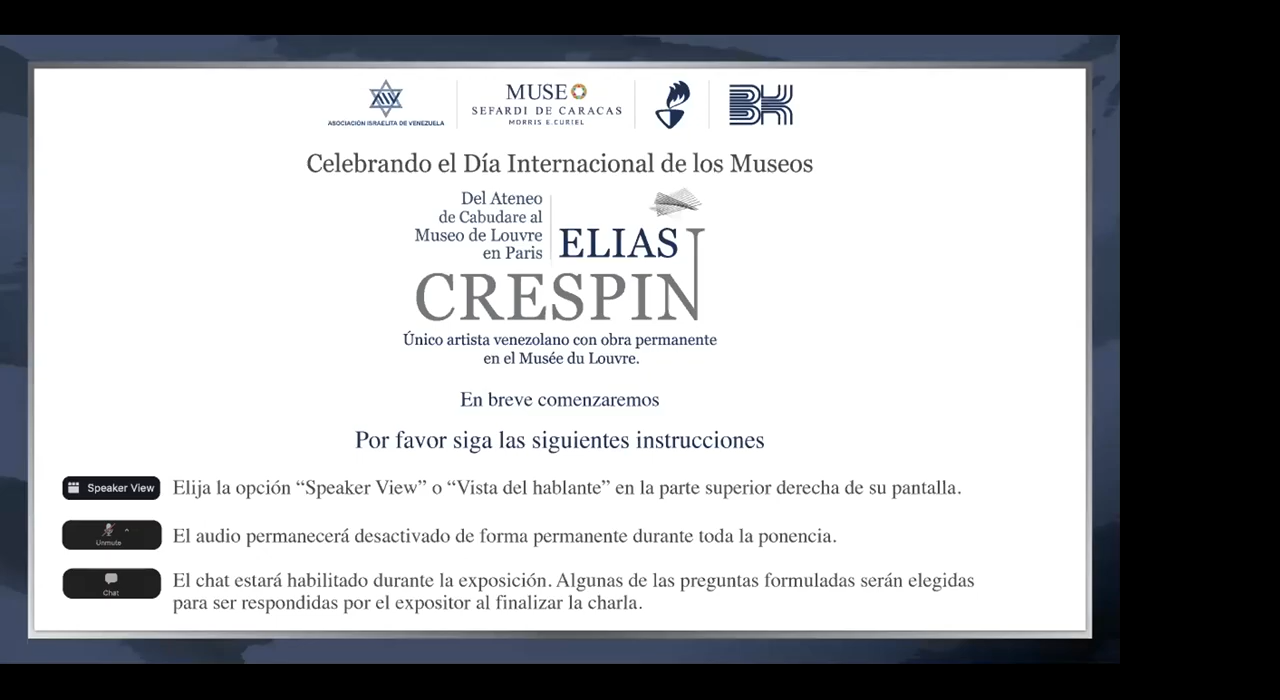 ASOCIACIÓN ISRAELITA DE VENEZUELA
MUSEO
SEFARDI DE CARACAS
MORRIS E. CURIEL
BK
Celebrando el Día Internacional de los Museos
Del Ateneo
de Cabudare al
Museo de Louvre
en Paris
ELIAS
CRESPIN
Único artista venezolano con obra permanente
en el Musée du Louvre.
En breve comenzaremos
Por favor siga las siguientes instrucciones
Speaker View
Elija la opción “Speaker View” o “Vista del hablante” en la parte superior derecha de su pantalla.
Unmute
El audio permanecerá desactivado de forma permanente durante toda la ponencia.
Chat
El chat estará habilitado durante la exposición. Algunas de las preguntas formuladas serán elegidas
para ser respondidas por el expositor al finalizar la charla.